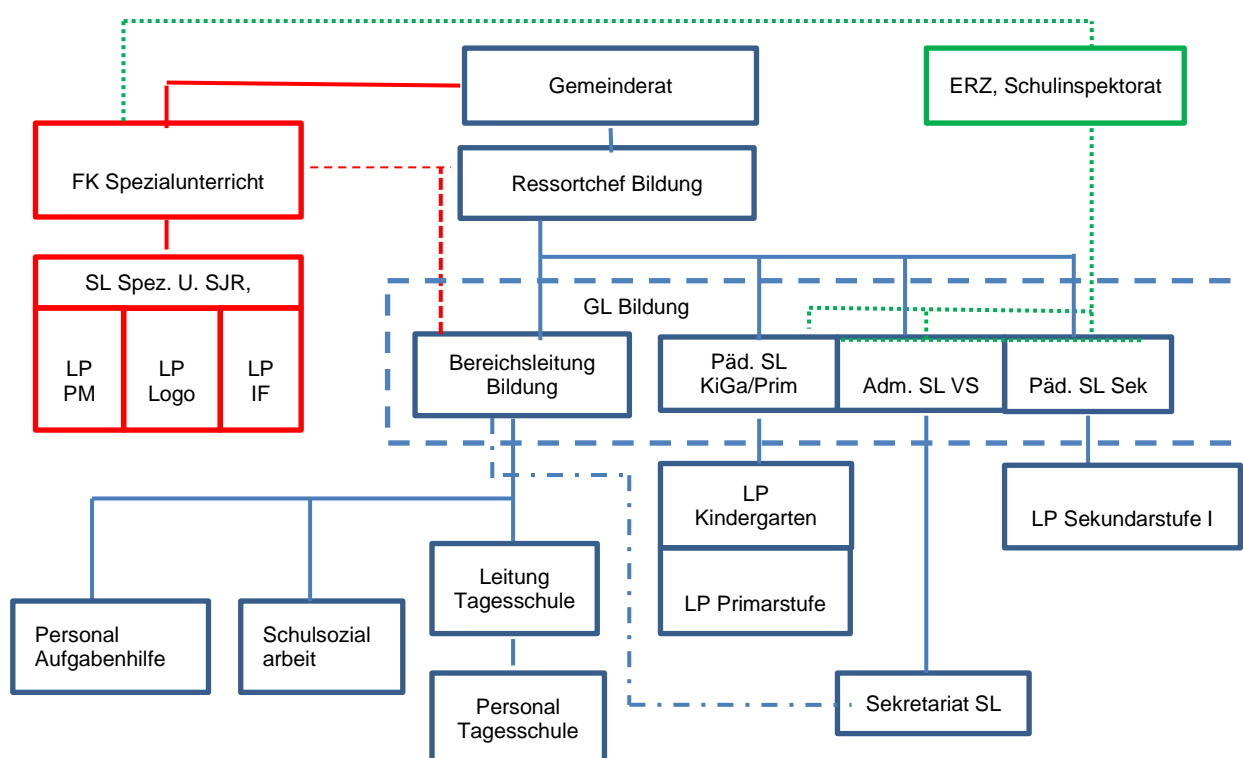 Gemeinderat
ERZ, Schulinspektorat
FK Spezialunterricht
Ressortchef Bildung
SL Spez. U. SJR,
GL Bildung
LP
PM
LP
Logo
LP
IF
Bereichsleitung
Bildung
Päd. SL
KiGa/Prim
Adm. SL VS
Päd. SL Sek
LP
Kindergarten
LP Sekundarstufe I
LP Primarstufe
Leitung
Tagesschule
Personal
Aufgabenhilfe
Schulsozial
arbeit
Personal
Tagesschule
Sekretariat SL